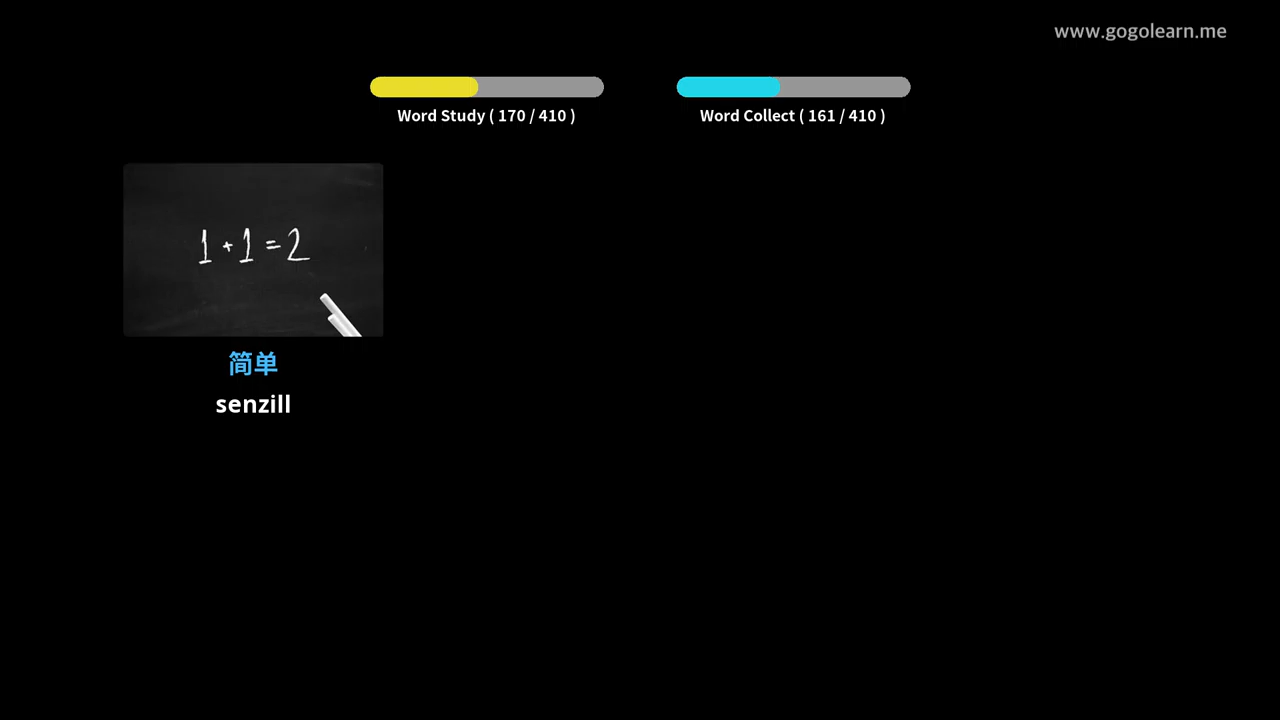 www.gogolearn.me
Word Study ( 170 / 410 )
Word Collect ( 161 / 410 )
1 + 1 = 2
简单
senzill